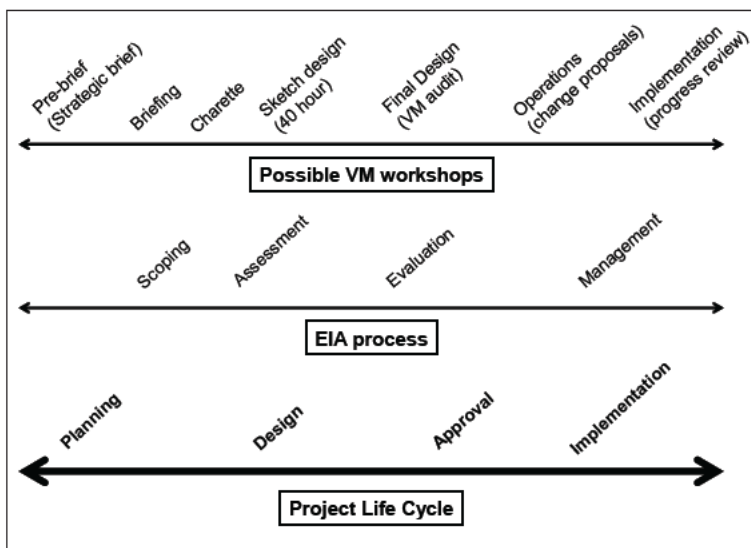 Pre-brief
(Strategic brief)
Briefing
Charette
Sketch design
(40 hour)
Final Design
(VM audit)
Operations
(change proposals)
Implementation
(progress review)
Possible VM workshops
Scoping
Assessment
Evaluation
Management
EIA process
Planning
Design
Approval
Implementation
Project Life Cycle